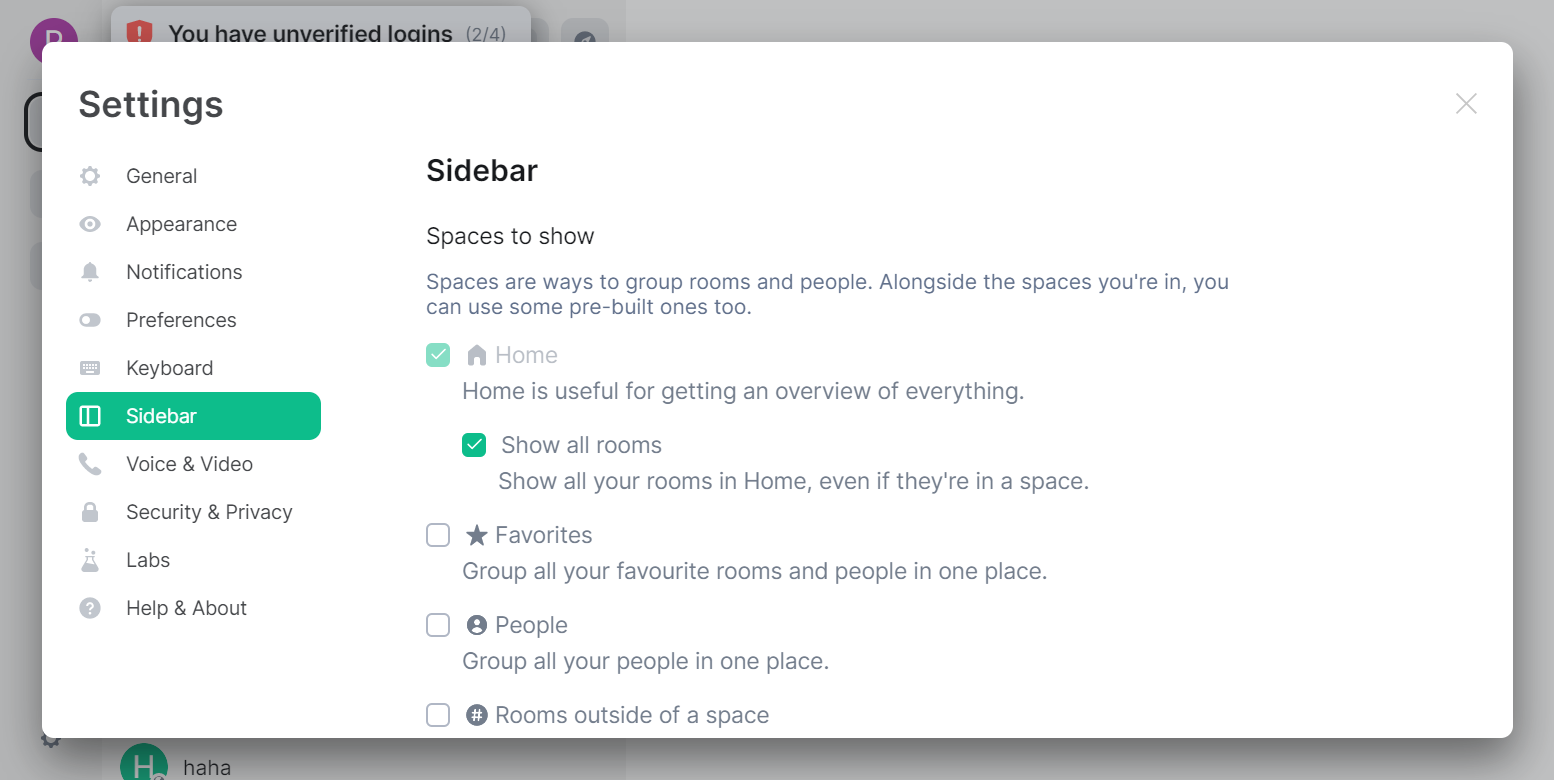 You have unverified logins (2/4)
Settings
General
Appearance
Notifications
Preferences
Keyboard
Sidebar
Voice & Video
Security & Privacy
Labs
Help & About
Sidebar
Spaces to show
Spaces are ways to group rooms and people. Alongside the spaces you're in, you
can use some pre-built ones too.
Home
Home is useful for getting an overview of everything.
Show all rooms
Show all your rooms in Home, even if they're in a space.
Favorites
Group all your favourite rooms and people in one place.
People
Group all your people in one place.
Rooms outside of a space
H
haha